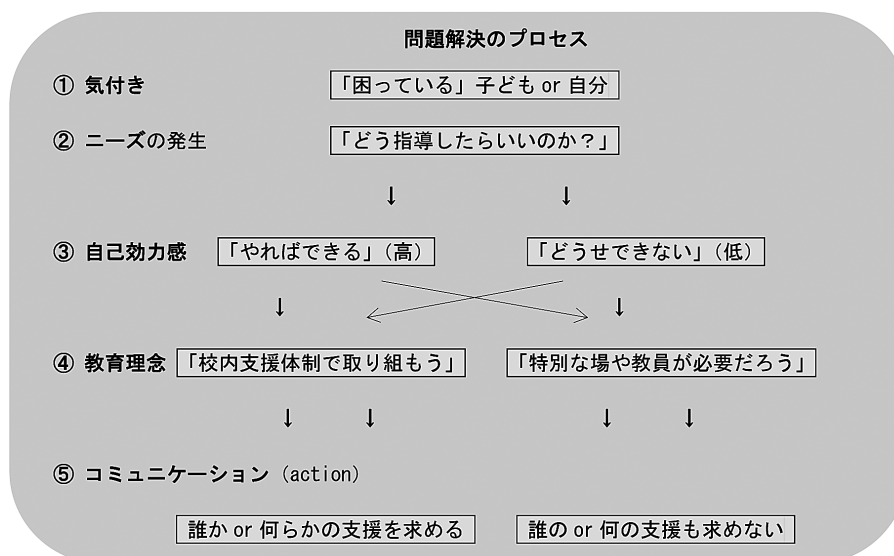 問題解決のプロセス
① 気付き 「困っている」子ども or 自分
② ニーズの発生 「どう指導したらいいのか？」
↓ ↓
③ 自己効力感 「やればできる」(高) 「どうせできない」(低)
↓ ↓
④ 教育理念 「校内支援体制で取り組もう」 「特別な場や教員が必要だろう」
↓ ↓ ↓ ↓
⑤ コミュニケーション (action)
誰か or 何らかの支援を求める 誰の or 何の支援も求めない